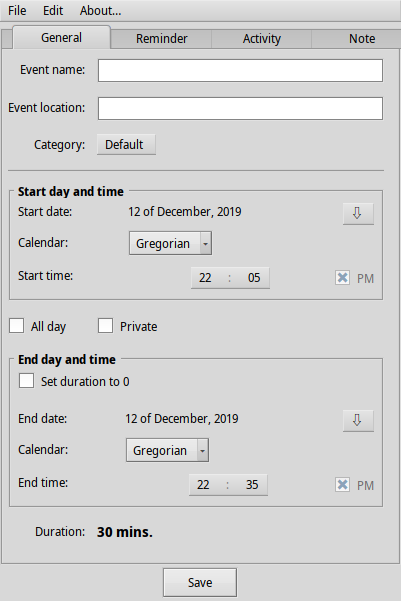 File Edit About...
General Reminder Activity Note
Event name:
Event location:
Category: Default
Start day and time
Start date: 12 of December, 2019
Calendar: Gregorian
Start time: 22 : 05 PM
All day Private
End day and time
Set duration to 0
End date: 12 of December, 2019
Calendar: Gregorian
End time: 22 : 35 PM
Duration: 30 mins.
Save